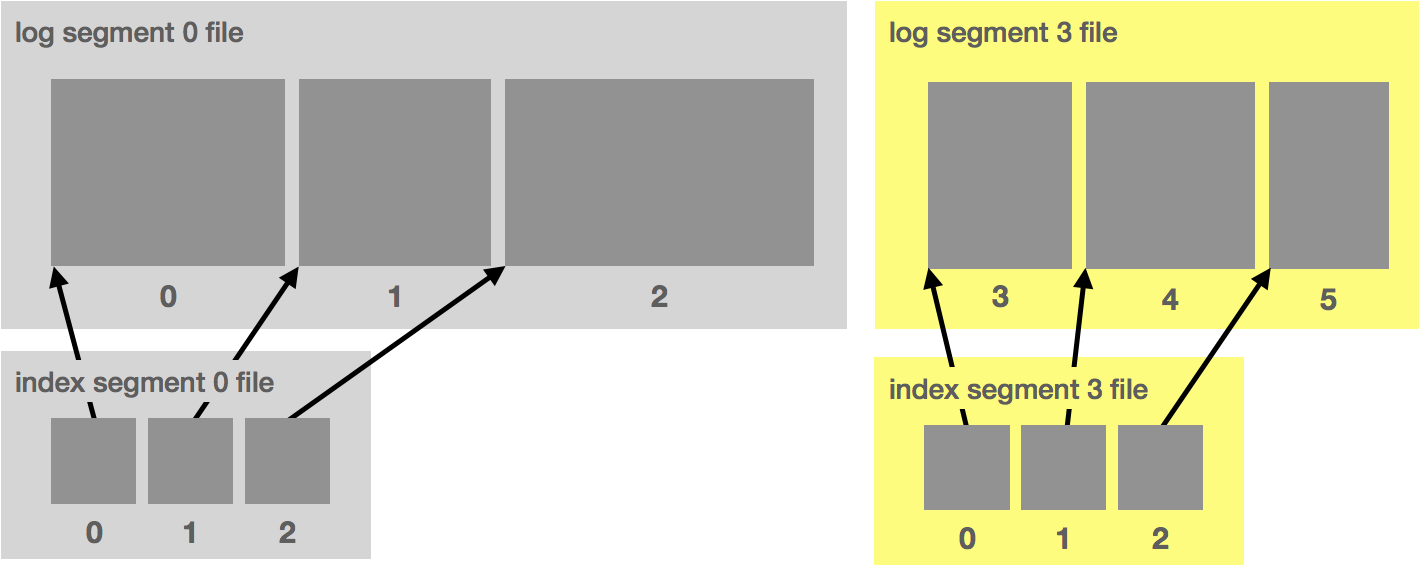 log segment 0 file
0 1 2
index segment 0 file
0 1 2
log segment 3 file
3 4 5
index segment 3 file
0 1 2